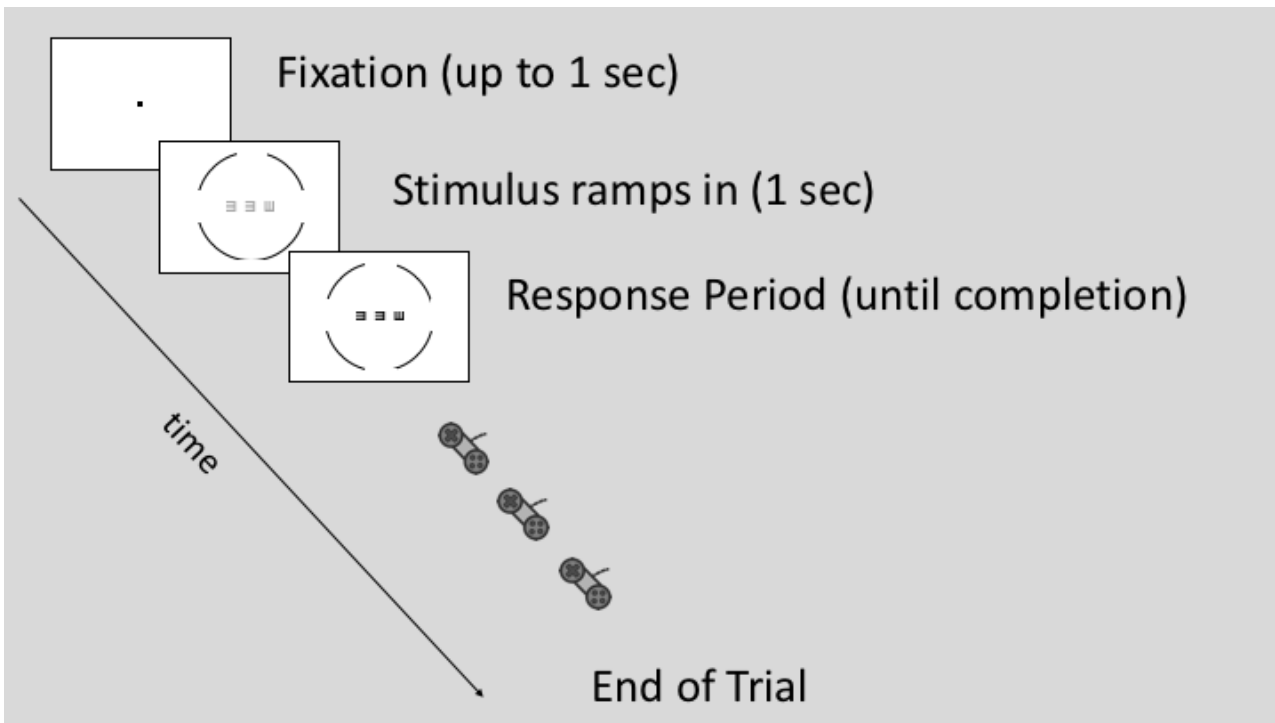 Fixation (up to 1 sec)
Stimulus ramps in (1 sec)
Response Period (until completion)
time
End of Trial